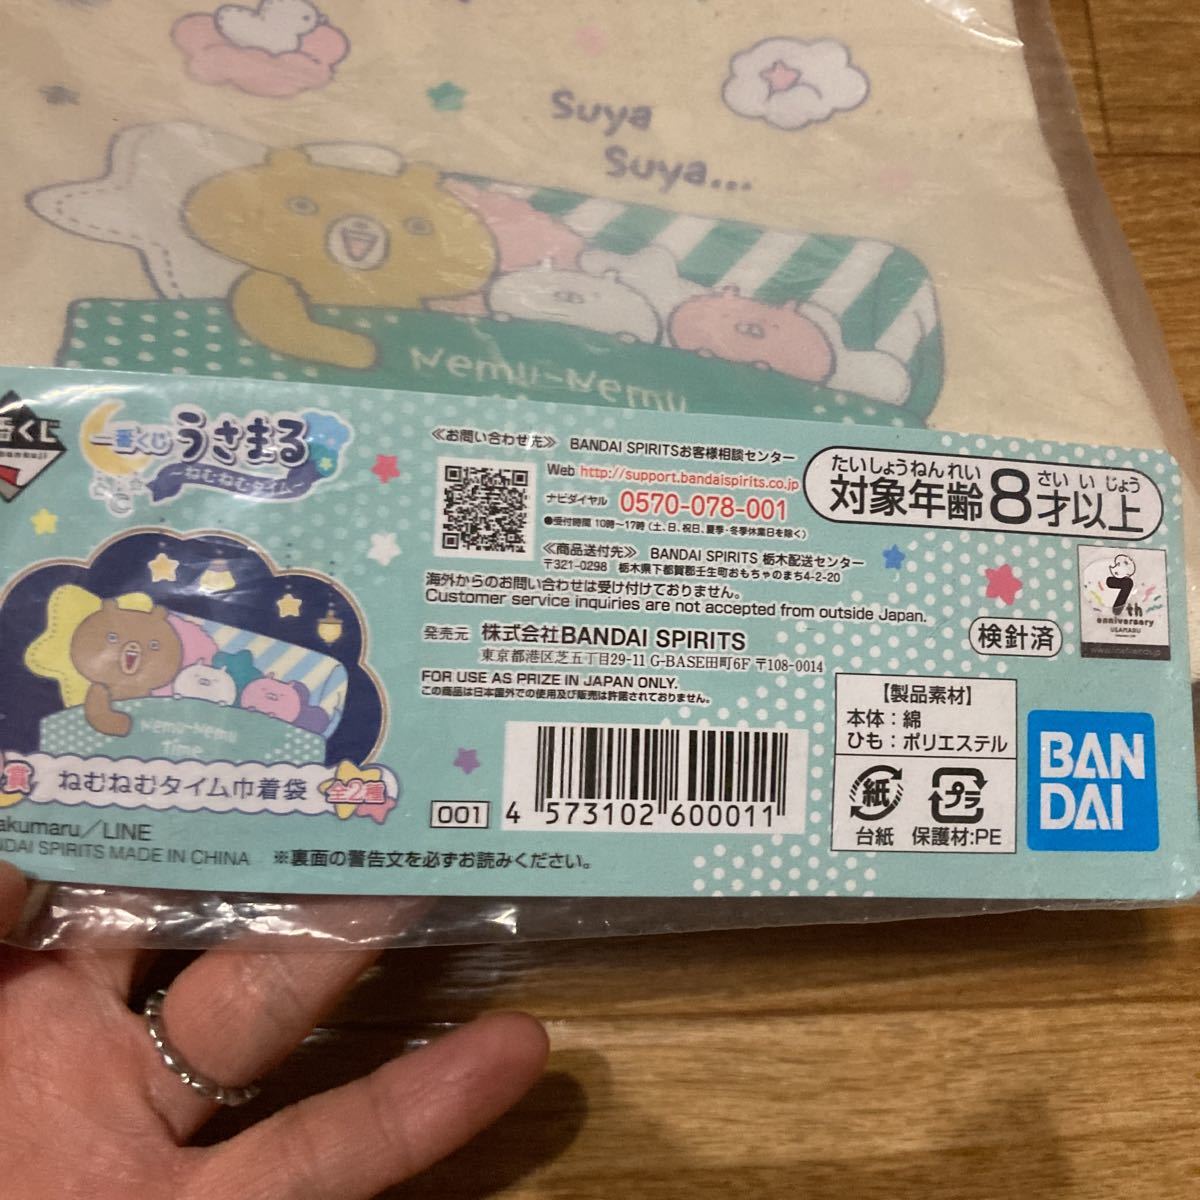 Suya
Suya...
Nemu-Nemu
番くじ
一番くじ うさまる
～ねむねむタイム～
Nemu-Nemu
Time
賞 ねむねむタイム巾着袋 全2種
akumaru／LINE
NDAI SPIRITS MADE IN CHINA ※裏面の警告文を必ずお読みください。
≪お問い合わせ先≫ BANDAI SPIRITSお客様相談センター
Web http://support.bandaispirits.co.jp
ナビダイヤル 0570-078-001
●受付時間 10時〜17時（土、日、祝日、夏季・冬季休業日を除く）
≪商品送付先≫ BANDAI SPIRITS 栃木配送センター
〒321-0298 栃木県下都賀郡壬生町おもちゃのまち4-2-20
海外からのお問い合わせは受け付けておりません。
Customer service inquiries are not accepted from outside Japan.
発売元 株式会社BANDAI SPIRITS
東京都港区芝五丁目29-11 G-BASE田町6F 〒108-0014
FOR USE AS PRIZE IN JAPAN ONLY.
この商品は日本国外での使用及び販売は許諾されておりません。
001
4 573102 600011
たいしょうねんれい さい いじょう
対象年齢8才以上
7th
anniversary
USAMARU
www.linefriends.jp
検針済
【製品素材】
本体：綿
ひも：ポリエステル
紙
台紙
プラ
保護材:PE
BAN
DAI